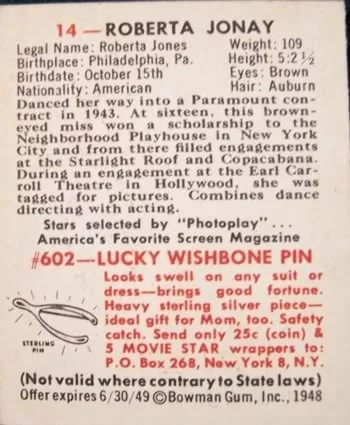 14 — ROBERTA JONAY
Legal Name: Roberta Jones Weight: 109
Birthplace: Philadelphia, Pa. Height: 5:2½
Birthdate: October 15th Eyes: Brown
Nationality: American Hair: Auburn
Danced her way into a Paramount con-
tract in 1943. At sixteen, this brown-
eyed miss won a scholarship to the
Neighborhood Playhouse in New York
City and from there filled engagements
at the Starlight Roof and Copacabana.
During an engagement at the Earl Car-
roll Theatre in Hollywood, she was
tagged for pictures. Combines dance
directing with acting.
Stars selected by "Photoplay"...
America's Favorite Screen Magazine
#602—LUCKY WISHBONE PIN
Looks swell on any suit or
dress—brings good fortune.
Heavy sterling silver piece—
ideal gift for Mom, too. Safety
catch. Send only 25c (coin) &
5 MOVIE STAR wrappers to:
P.O. Box 268, New York 8, N.Y.
STERLING
PIN
(Not valid where contrary to State laws)
Offer expires 6/30/49 ©Bowman Gum, Inc., 1948